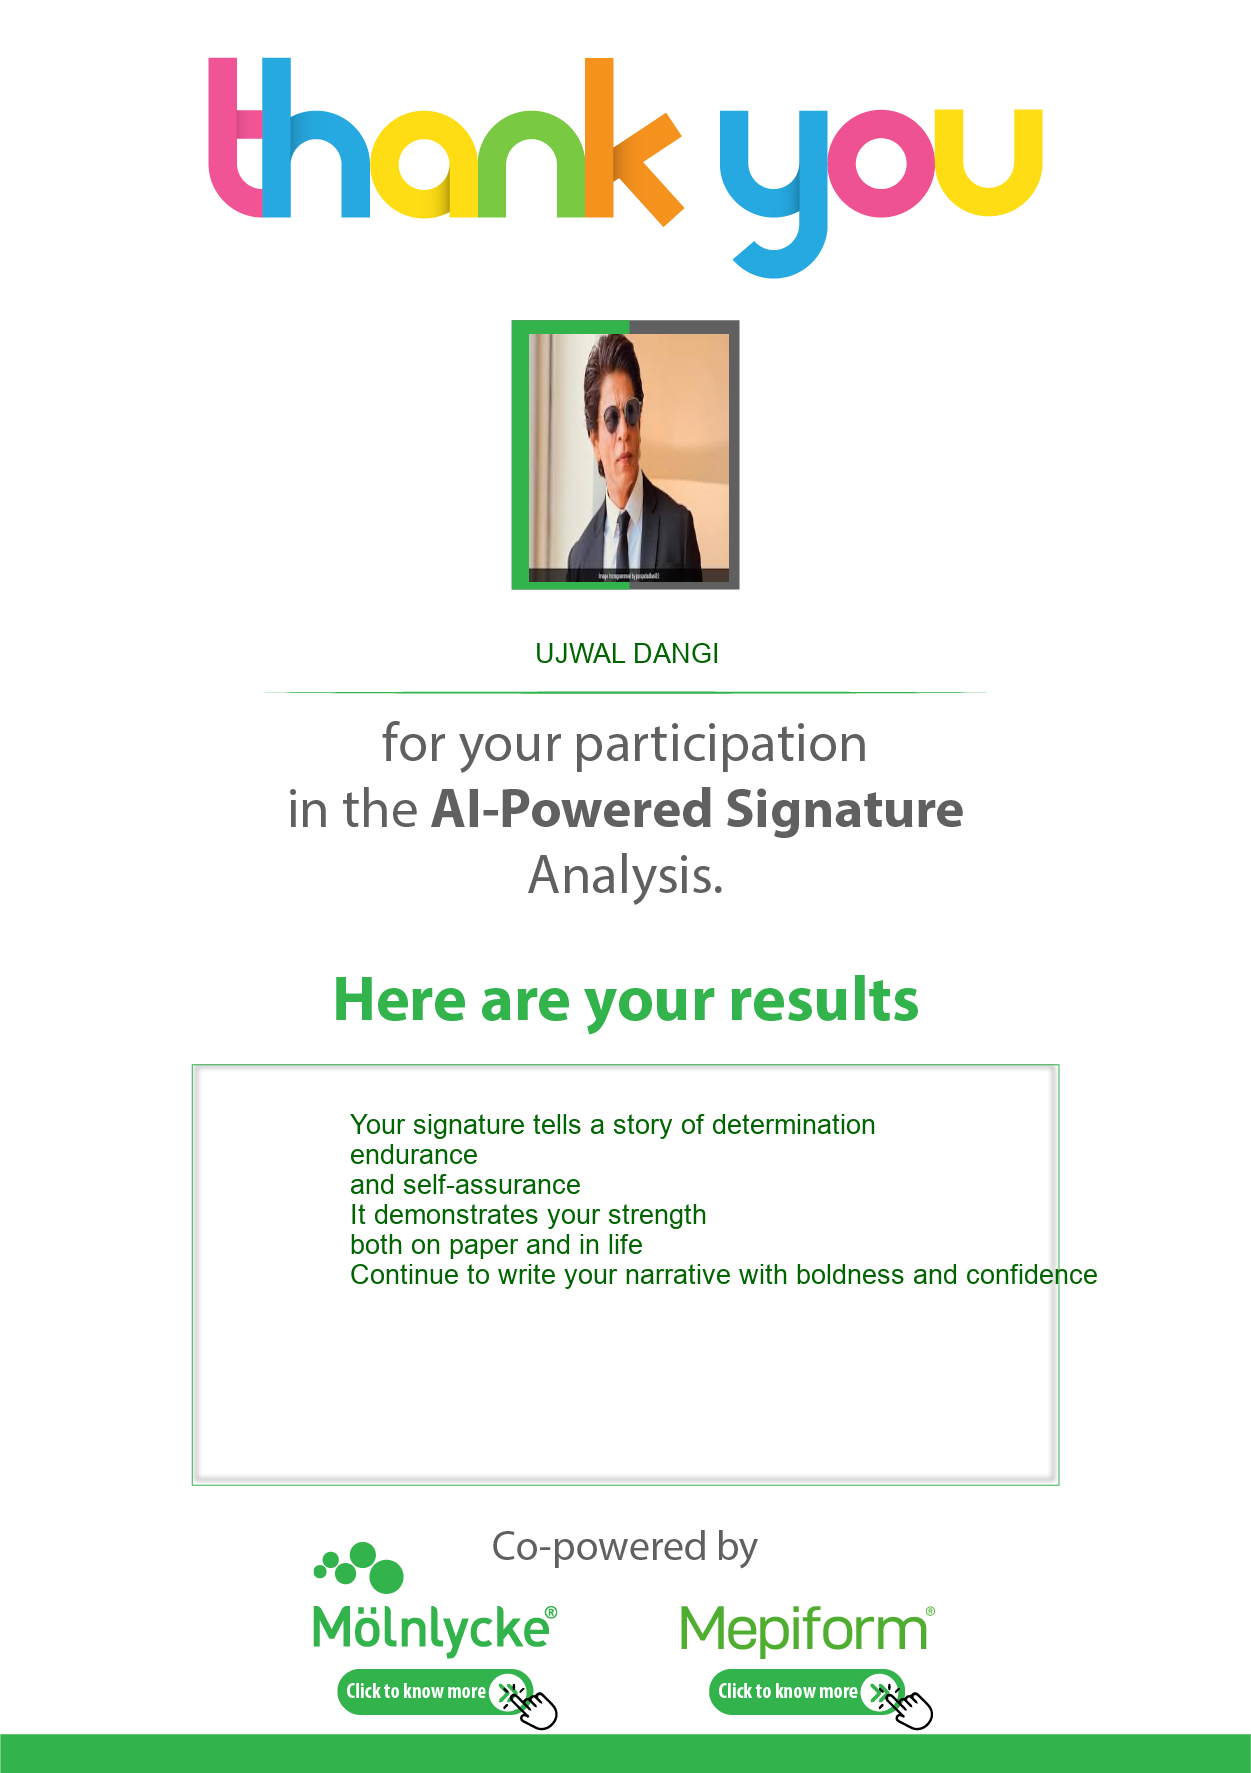 thank you
UJWAL DANGI
for your participation
in the AI-Powered Signature
Analysis.
Here are your results
Your signature tells a story of determination
endurance
and self-assurance
It demonstrates your strength
both on paper and in life
Continue to write your narrative with boldness and confidence
Co-powered by
Mölnlycke®
Mepiform®
Click to know more
Click to know more